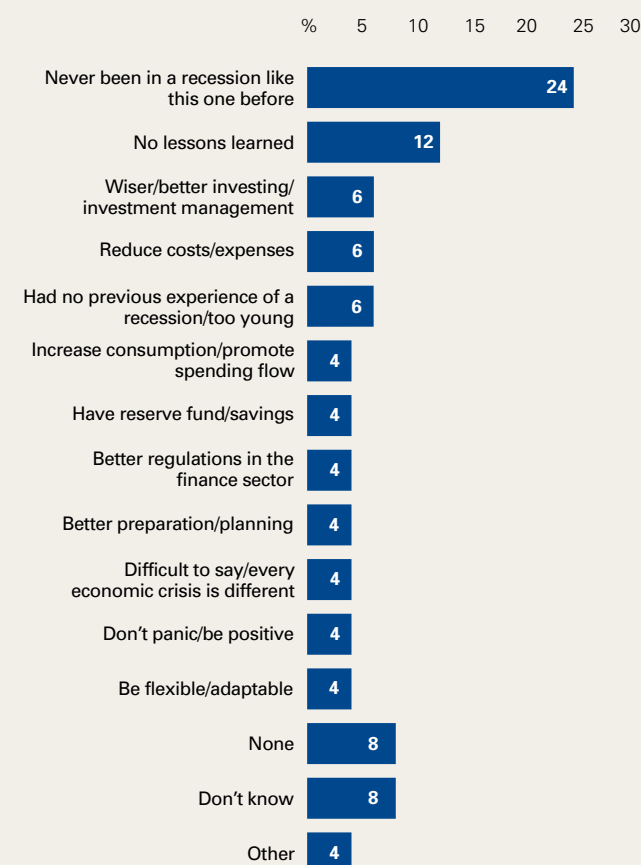 % 5 10 15 20 25 30
Never been in a recession like
this one before
24
No lessons learned
12
Wiser/better investing/
investment management
6
Reduce costs/expenses
6
Had no previous experience of a
recession/too young
6
Increase consumption/promote
spending flow
4
Have reserve fund/savings
4
Better regulations in the
finance sector
4
Better preparation/planning
4
Difficult to say/every
economic crisis is different
4
Don't panic/be positive
4
Be flexible/adaptable
4
None
8
Don't know
8
Other
4